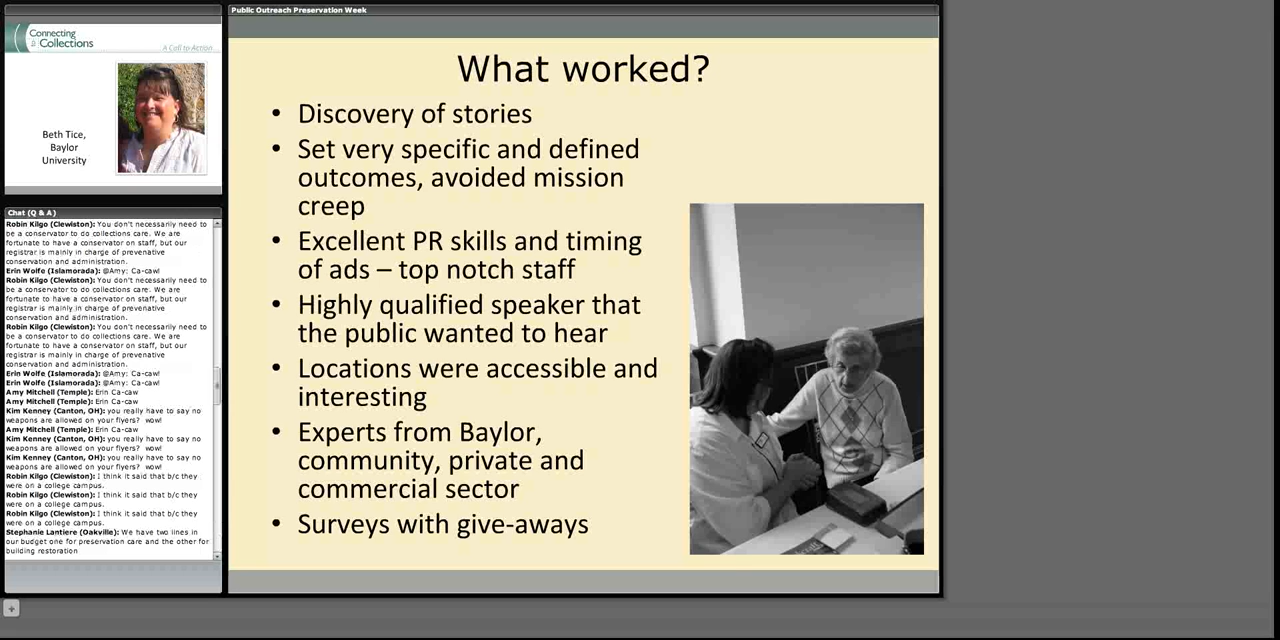 Public Outreach Preservation Week
Connecting
to Collections
A Call to Action
Beth Tice,
Baylor
University
Chat (Q & A)
Robin Kilgo (Clewiston): You don't necessarily need to
be a conservator to do collections care. We are
fortunate to have a conservator on staff, but our
registrar is mainly in charge of prevenative
conservation and administration.
Erin Wolfe (Islamorada): @Amy: Ca-caw!
Robin Kilgo (Clewiston): You don't necessarily need to
be a conservator to do collections care. We are
fortunate to have a conservator on staff, but our
registrar is mainly in charge of prevenative
conservation and administration.
Robin Kilgo (Clewiston): You don't necessarily need to
be a conservator to do collections care. We are
fortunate to have a conservator on staff, but our
registrar is mainly in charge of prevenative
conservation and administration.
Erin Wolfe (Islamorada): @Amy: Ca-caw!
Erin Wolfe (Islamorada): @Amy: Ca-caw!
Amy Mitchell (Temple): Erin Ca-caw
Amy Mitchell (Temple): Erin Ca-caw
Kim Kenney (Canton, OH): you really have to say no
weapons are allowed on your flyers? wow!
Amy Mitchell (Temple): Erin Ca-caw
Kim Kenney (Canton, OH): you really have to say no
weapons are allowed on your flyers? wow!
Kim Kenney (Canton, OH): you really have to say no
weapons are allowed on your flyers? wow!
Robin Kilgo (Clewiston): I think it said that b/c they
were on a college campus.
Robin Kilgo (Clewiston): I think it said that b/c they
were on a college campus.
Robin Kilgo (Clewiston): I think it said that b/c they
were on a college campus.
Stephanie Lantiere (Oakville): We have two lines in
our budget one for preservation care and the other for
building restoration
What worked?
• Discovery of stories
• Set very specific and defined
outcomes, avoided mission
creep
• Excellent PR skills and timing
of ads – top notch staff
• Highly qualified speaker that
the public wanted to hear
• Locations were accessible and
interesting
• Experts from Baylor,
community, private and
commercial sector
• Surveys with give-aways